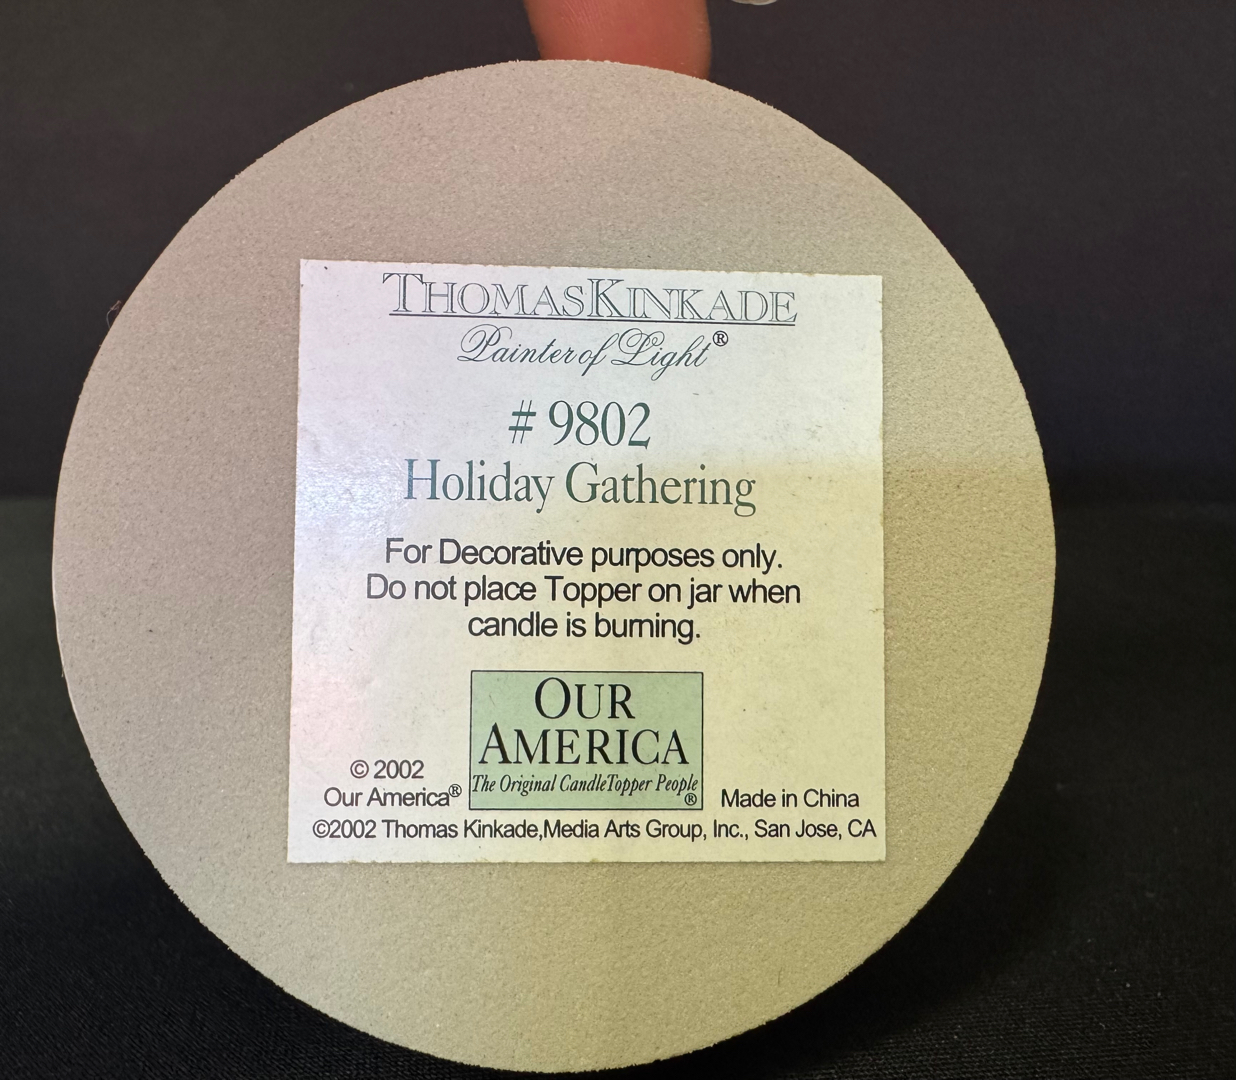 THOMAS KINKADE
Painter of Light®
# 9802
Holiday Gathering
For Decorative purposes only.
Do not place Topper on jar when
candle is burning.
OUR
AMERICA
The Original CandleTopper People
®
© 2002
Our America®
Made in China
©2002 Thomas Kinkade,Media Arts Group, Inc., San Jose, CA